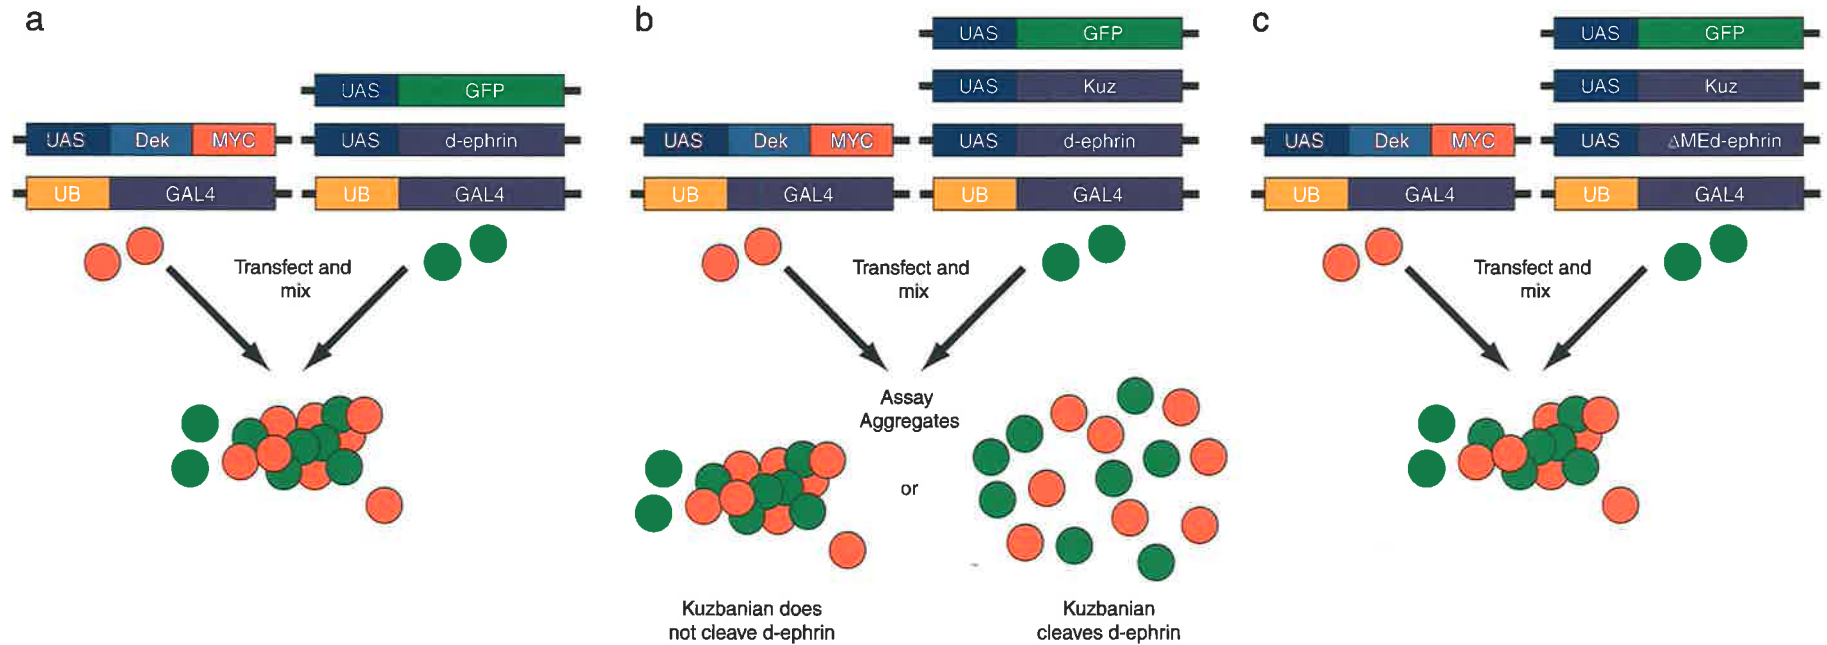 a
UAS GFP
UAS Dek MYC
UAS d-ephrin
UB GAL4
UB GAL4
Transfect and
mix
b
UAS GFP
UAS Kuz
UAS Dek MYC
UAS d-ephrin
UB GAL4
UB GAL4
Transfect and
mix
Assay
Aggregates
or
Kuzbanian does
not cleave d-ephrin
Kuzbanian
cleaves d-ephrin
c
UAS GFP
UAS Kuz
UAS Dek MYC
UAS ΔMEd-ephrin
UB GAL4
UB GAL4
Transfect and
mix